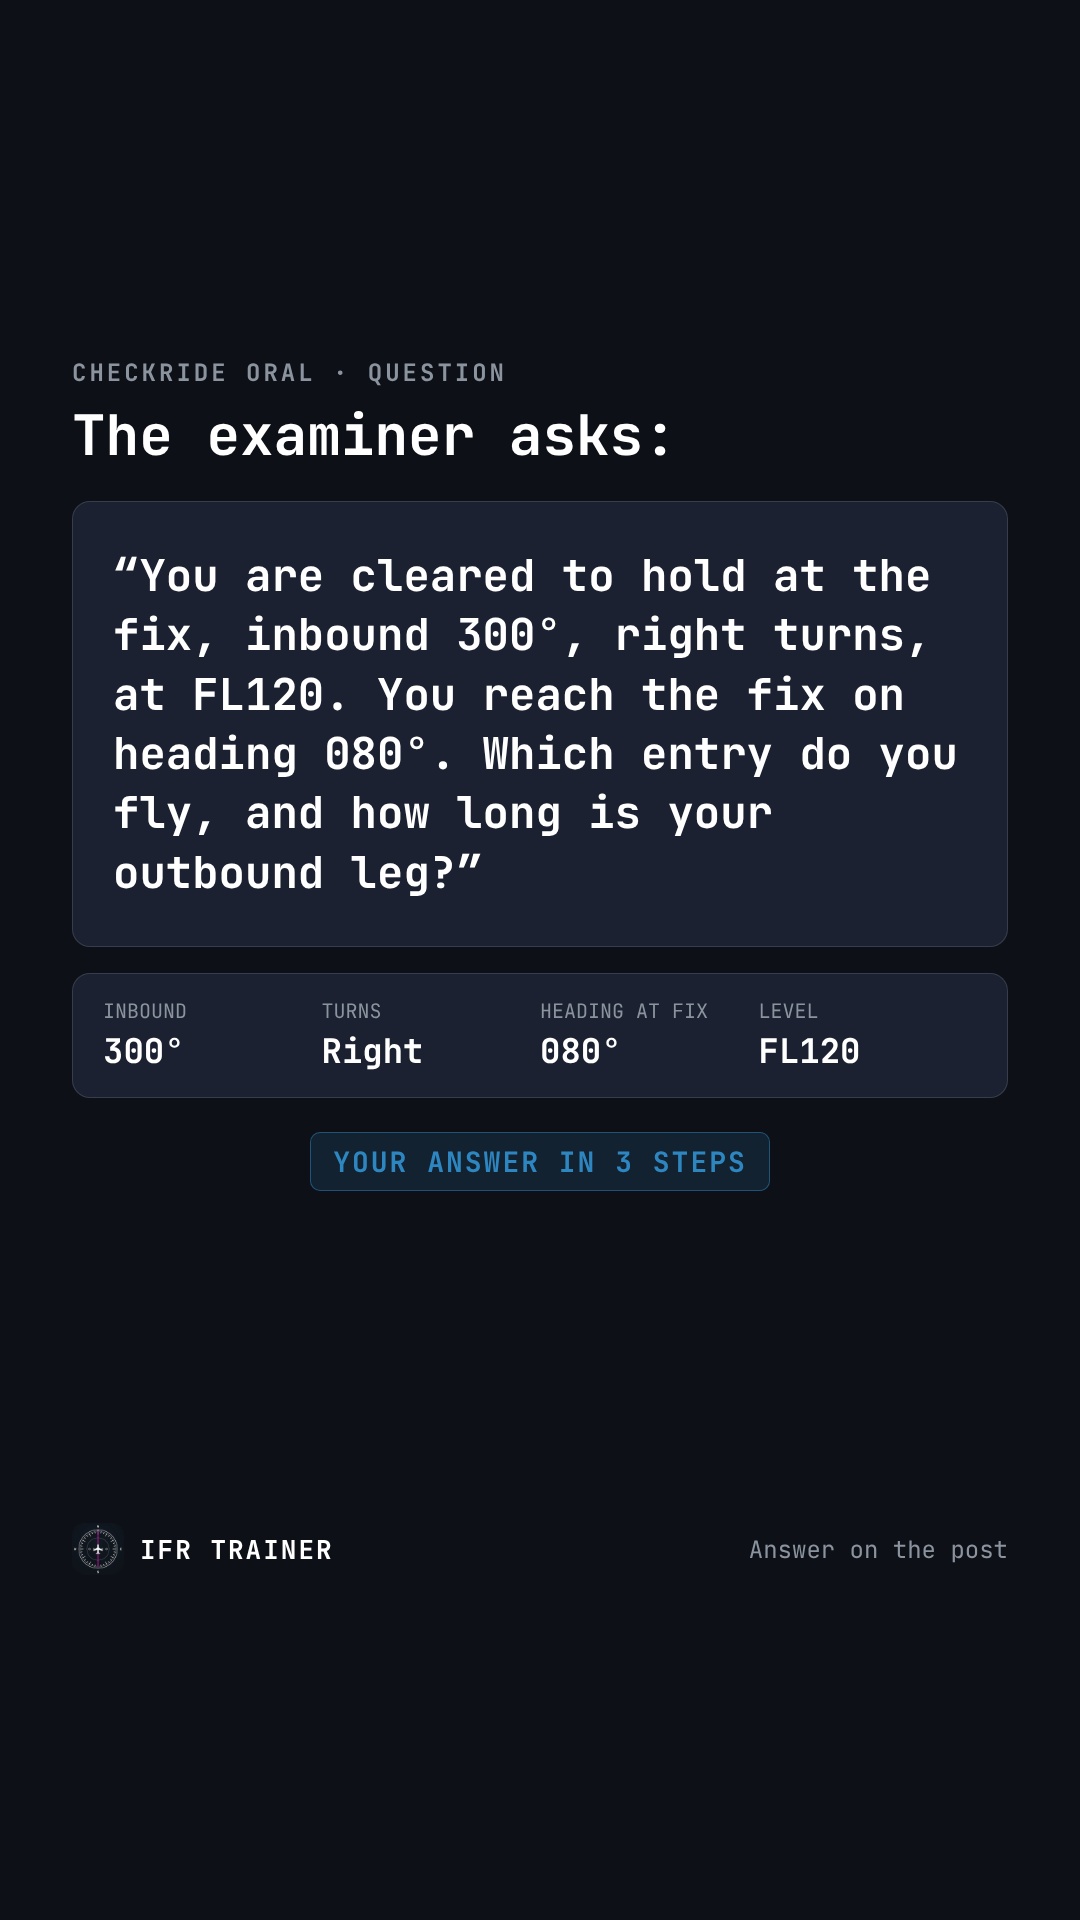 CHECKRIDE ORAL · QUESTION
The examiner asks:
“You are cleared to hold at the
fix, inbound 300°, right turns,
at FL120. You reach the fix on
heading 080°. Which entry do you
fly, and how long is your
outbound leg?”
INBOUND TURNS HEADING AT FIX LEVEL
300° Right 080° FL120
YOUR ANSWER IN 3 STEPS
IFR TRAINER Answer on the post